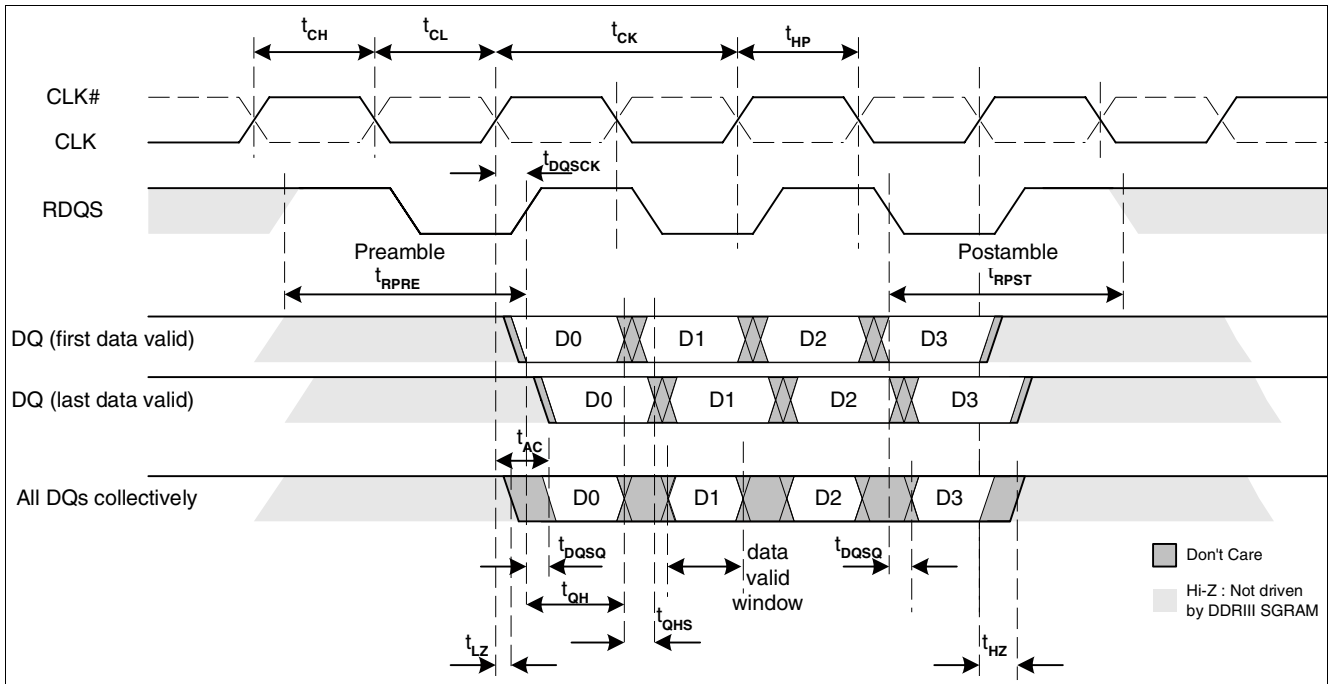 tCH tCL tCK tHP
CLK#
CLK
tDQSCK
RDQS
Preamble Postamble
tRPRE tRPST
DQ (first data valid) D0 D1 D2 D3
DQ (last data valid) D0 D1 D2 D3
tAC
All DQs collectively D0 D1 D2 D3
tDQSQ data valid window tDQSQ
Don't Care
tQH
Hi-Z : Not driven
by DDRIII SGRAM
tQHS
tLZ tHZ